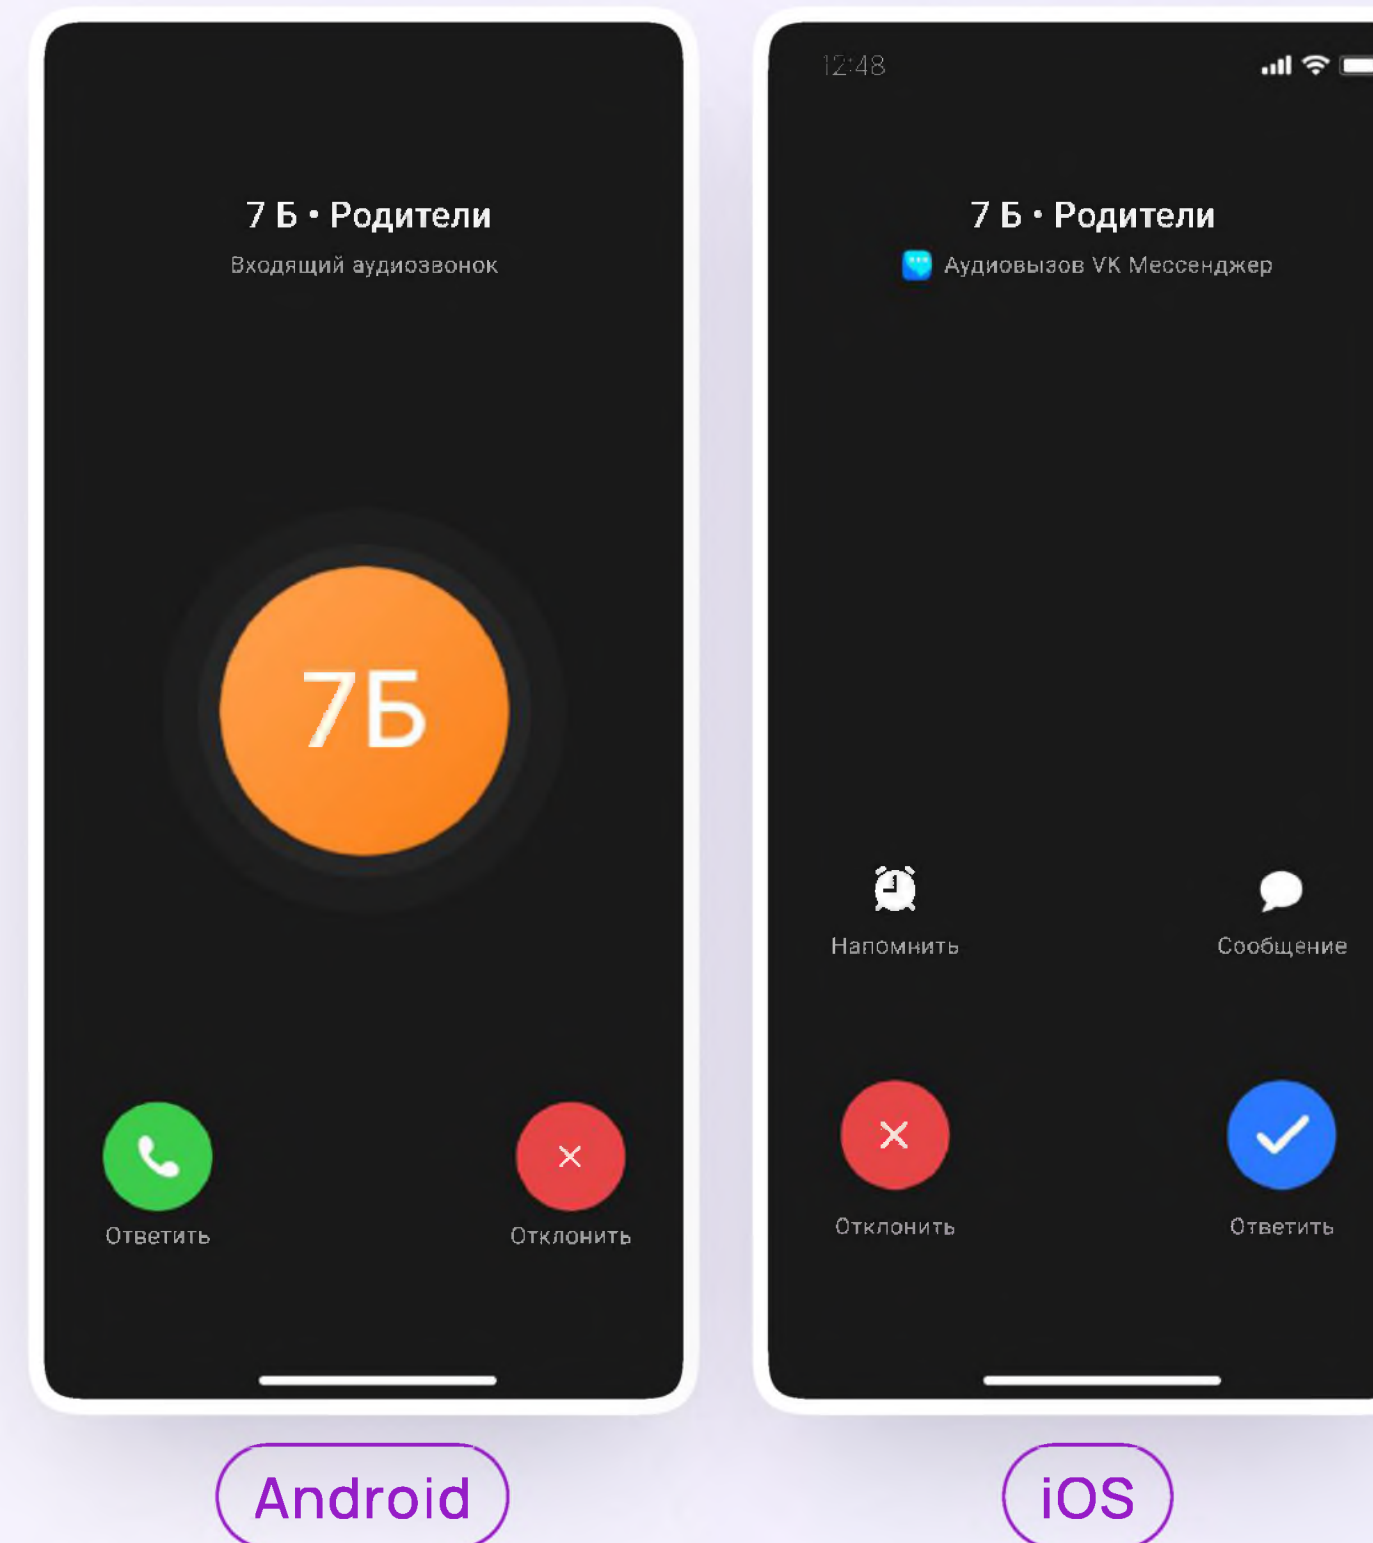 7 Б • Родители
Входящий аудиозвонок
7Б
Ответить
Отклонить
Android
12:48
7 Б • Родители
Аудиовызов VK Мессенджер
Напомнить
Сообщение
Отклонить
Ответить
iOS